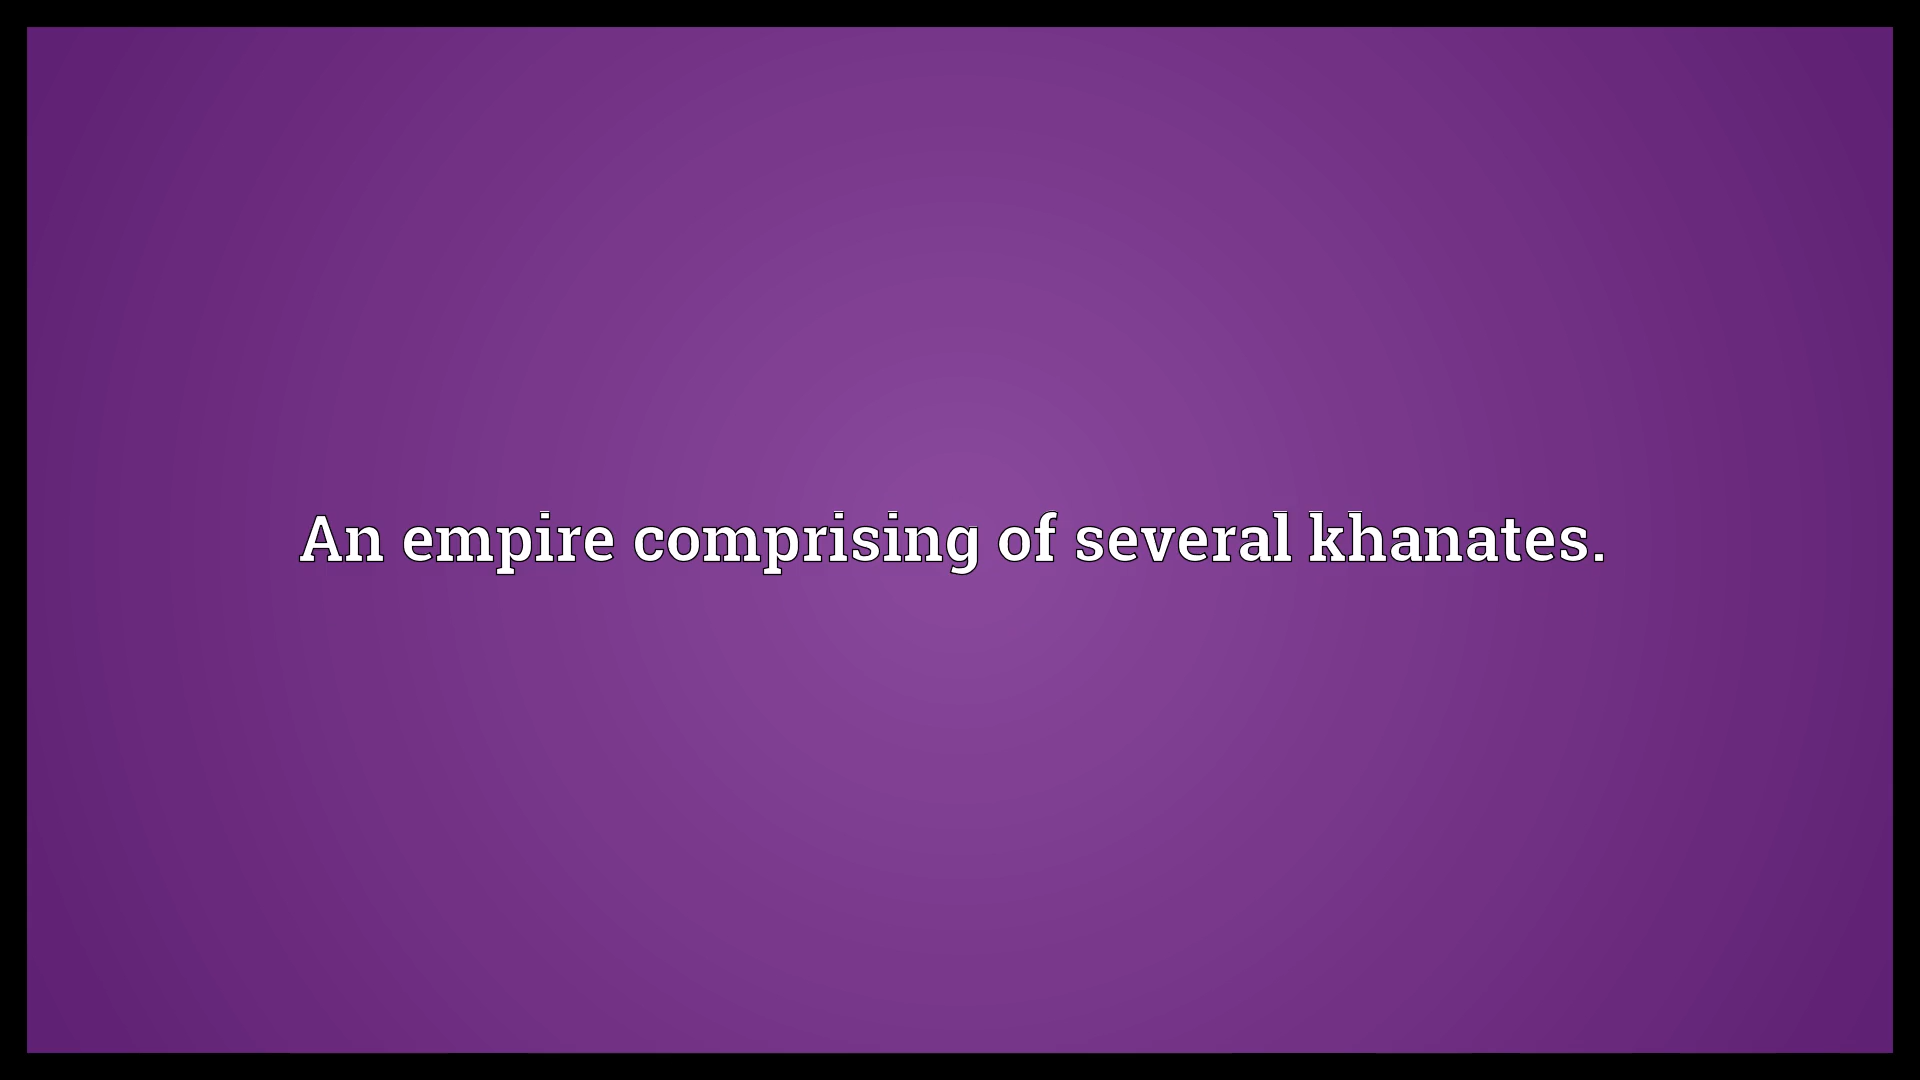 An empire comprising of several khanates.